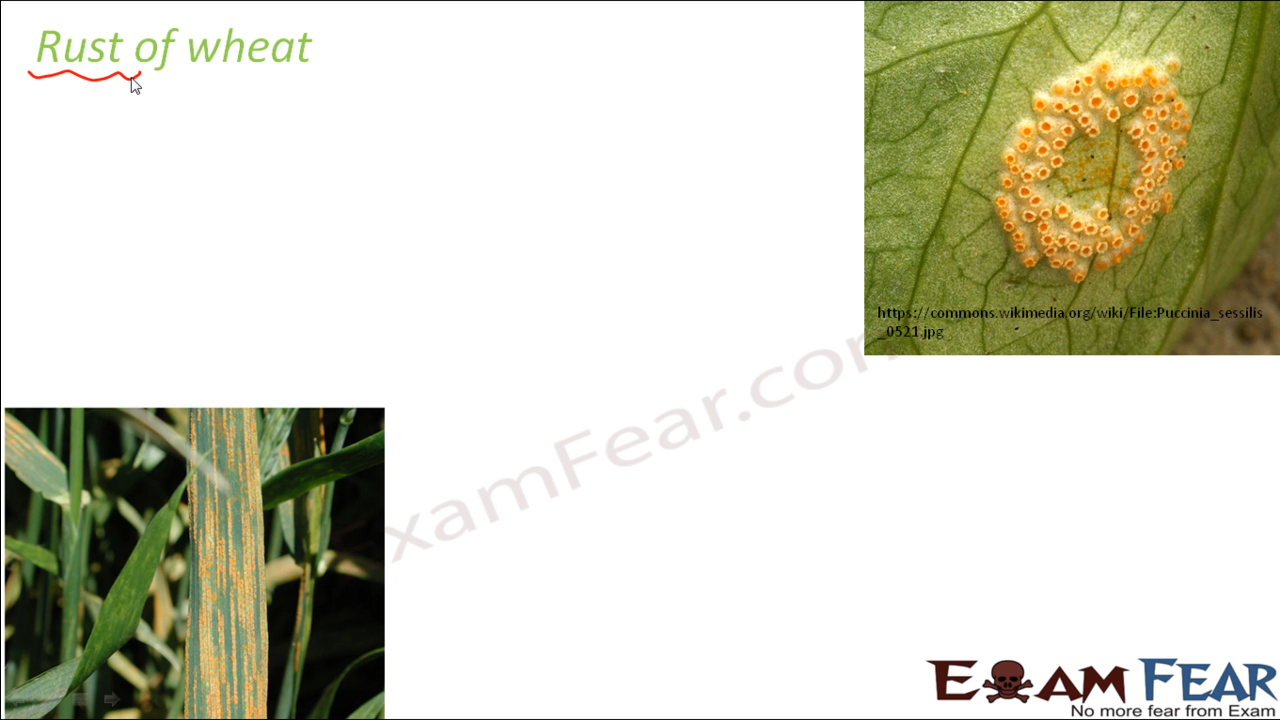 Rust of wheat
https://commons.wikimedia.org/wiki/File:Puccinia_sessilis
_0521.jpg
xamFear.com
EXAM FEAR
No more fear from Exam